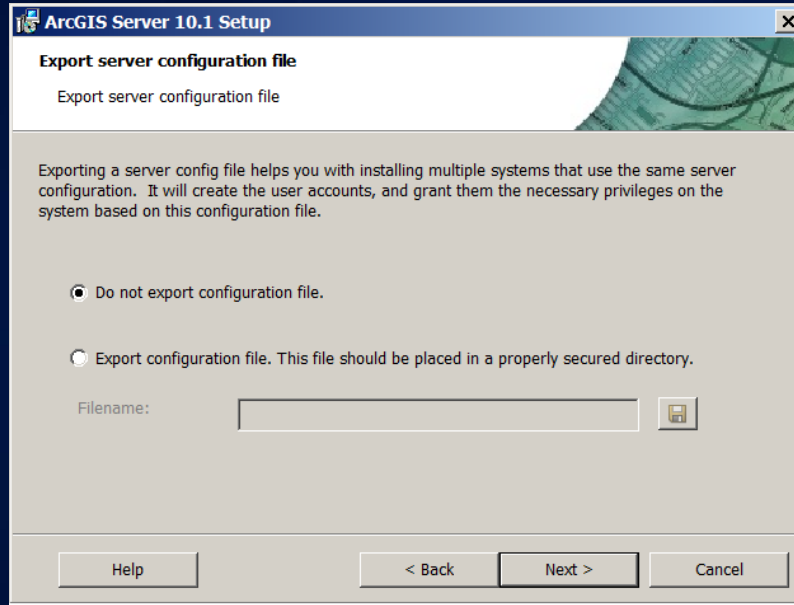 ArcGIS Server 10.1 Setup
Export server configuration file
Export server configuration file
Exporting a server config file helps you with installing multiple systems that use the same server
configuration.  It will create the user accounts, and grant them the necessary privileges on the
system based on this configuration file.
Do not export configuration file.
Export configuration file. This file should be placed in a properly secured directory.
Filename:
Help
< Back
Next >
Cancel